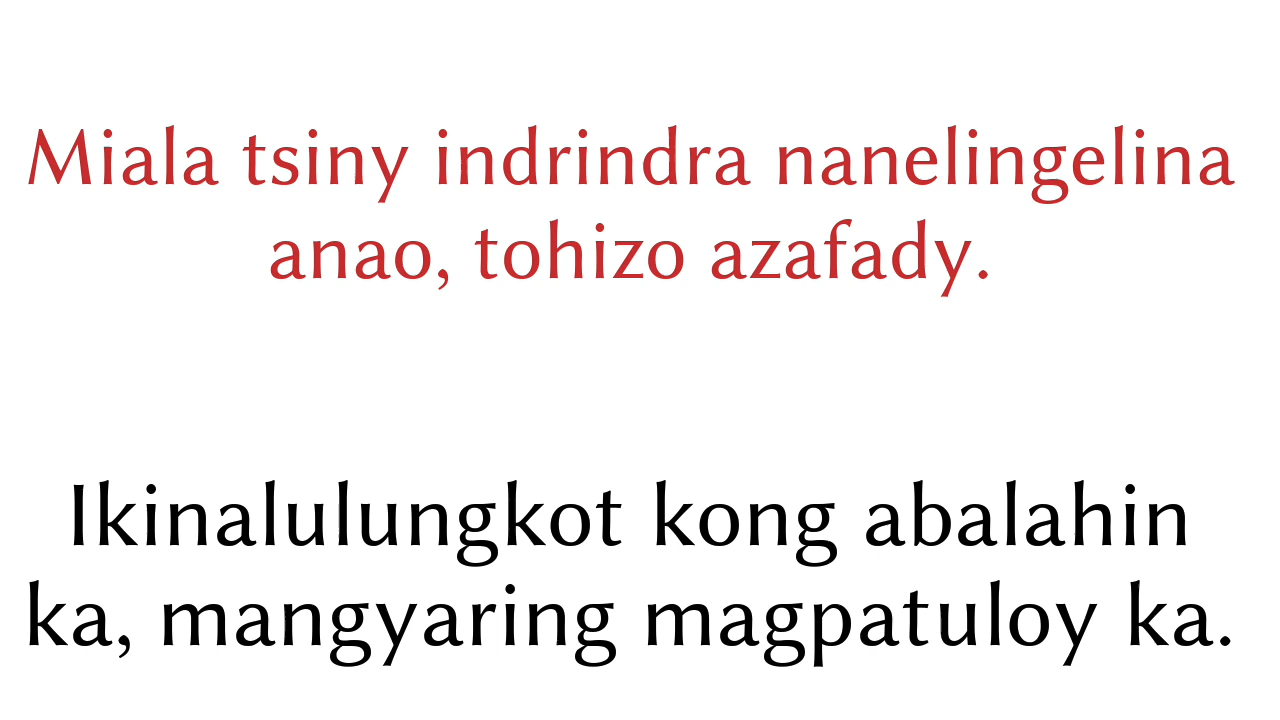 Miala tsiny indrindra nanelingelina
anao, tohizo azafady.
Ikinalulungkot kong abalahin
ka, mangyaring magpatuloy ka.